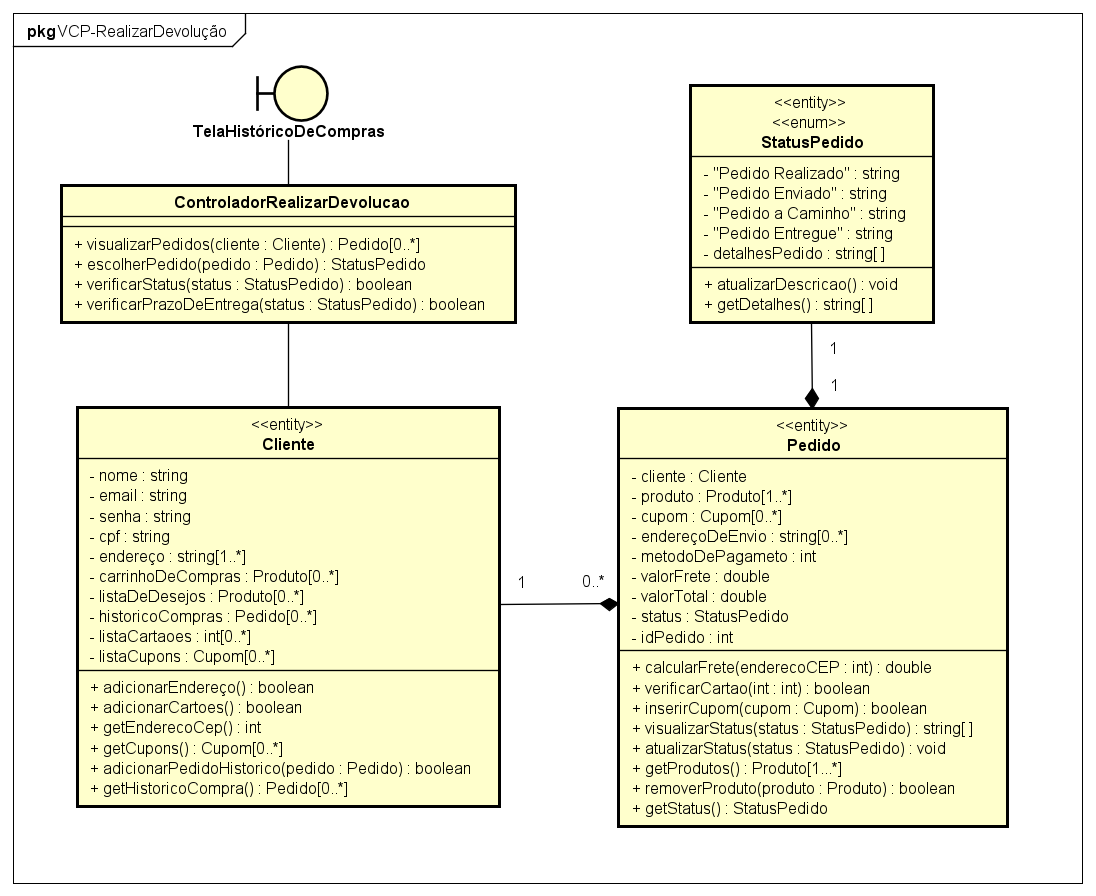 pkg VCP-RealizarDevolução
TelaHistóricoDeCompras
ControladorRealizarDevolucao
+ visualizarPedidos(cliente : Cliente) : Pedido[0..*]
+ escolherPedido(pedido : Pedido) : StatusPedido
+ verificarStatus(status : StatusPedido) : boolean
+ verificarPrazoDeEntrega(status : StatusPedido) : boolean
<<entity>>
<<enum>>
StatusPedido
- "Pedido Realizado" : string
- "Pedido Enviado" : string
- "Pedido a Caminho" : string
- "Pedido Entregue" : string
- detalhesPedido : string[ ]
+ atualizarDescricao() : void
+ getDetalhes() : string[ ]
1
1
<<entity>>
Cliente
- nome : string
- email : string
- senha : string
- cpf : string
- endereço : string[1..*]
- carrinhoDeCompras : Produto[0..*]
- listaDeDesejos : Produto[0..*]
- historicoCompras : Pedido[0..*]
- listaCartaoes : int[0..*]
- listaCupons : Cupom[0..*]
+ adicionarEndereço() : boolean
+ adicionarCartoes() : boolean
+ getEnderecoCep() : int
+ getCupons() : Cupom[0..*]
+ adicionarPedidoHistorico(pedido : Pedido) : boolean
+ getHistoricoCompra() : Pedido[0..*]
1
0..*
<<entity>>
Pedido
- cliente : Cliente
- produto : Produto[1..*]
- cupom : Cupom[0..*]
- endereçoDeEnvio : string[0..*]
- metodoDePagameto : int
- valorFrete : double
- valorTotal : double
- status : StatusPedido
- idPedido : int
+ calcularFrete(enderecoCEP : int) : double
+ verificarCartao(int : int) : boolean
+ inserirCupom(cupom : Cupom) : boolean
+ visualizarStatus(status : StatusPedido) : string[ ]
+ atualizarStatus(status : StatusPedido) : void
+ getProdutos() : Produto[1...*]
+ removerProduto(produto : Produto) : boolean
+ getStatus() : StatusPedido